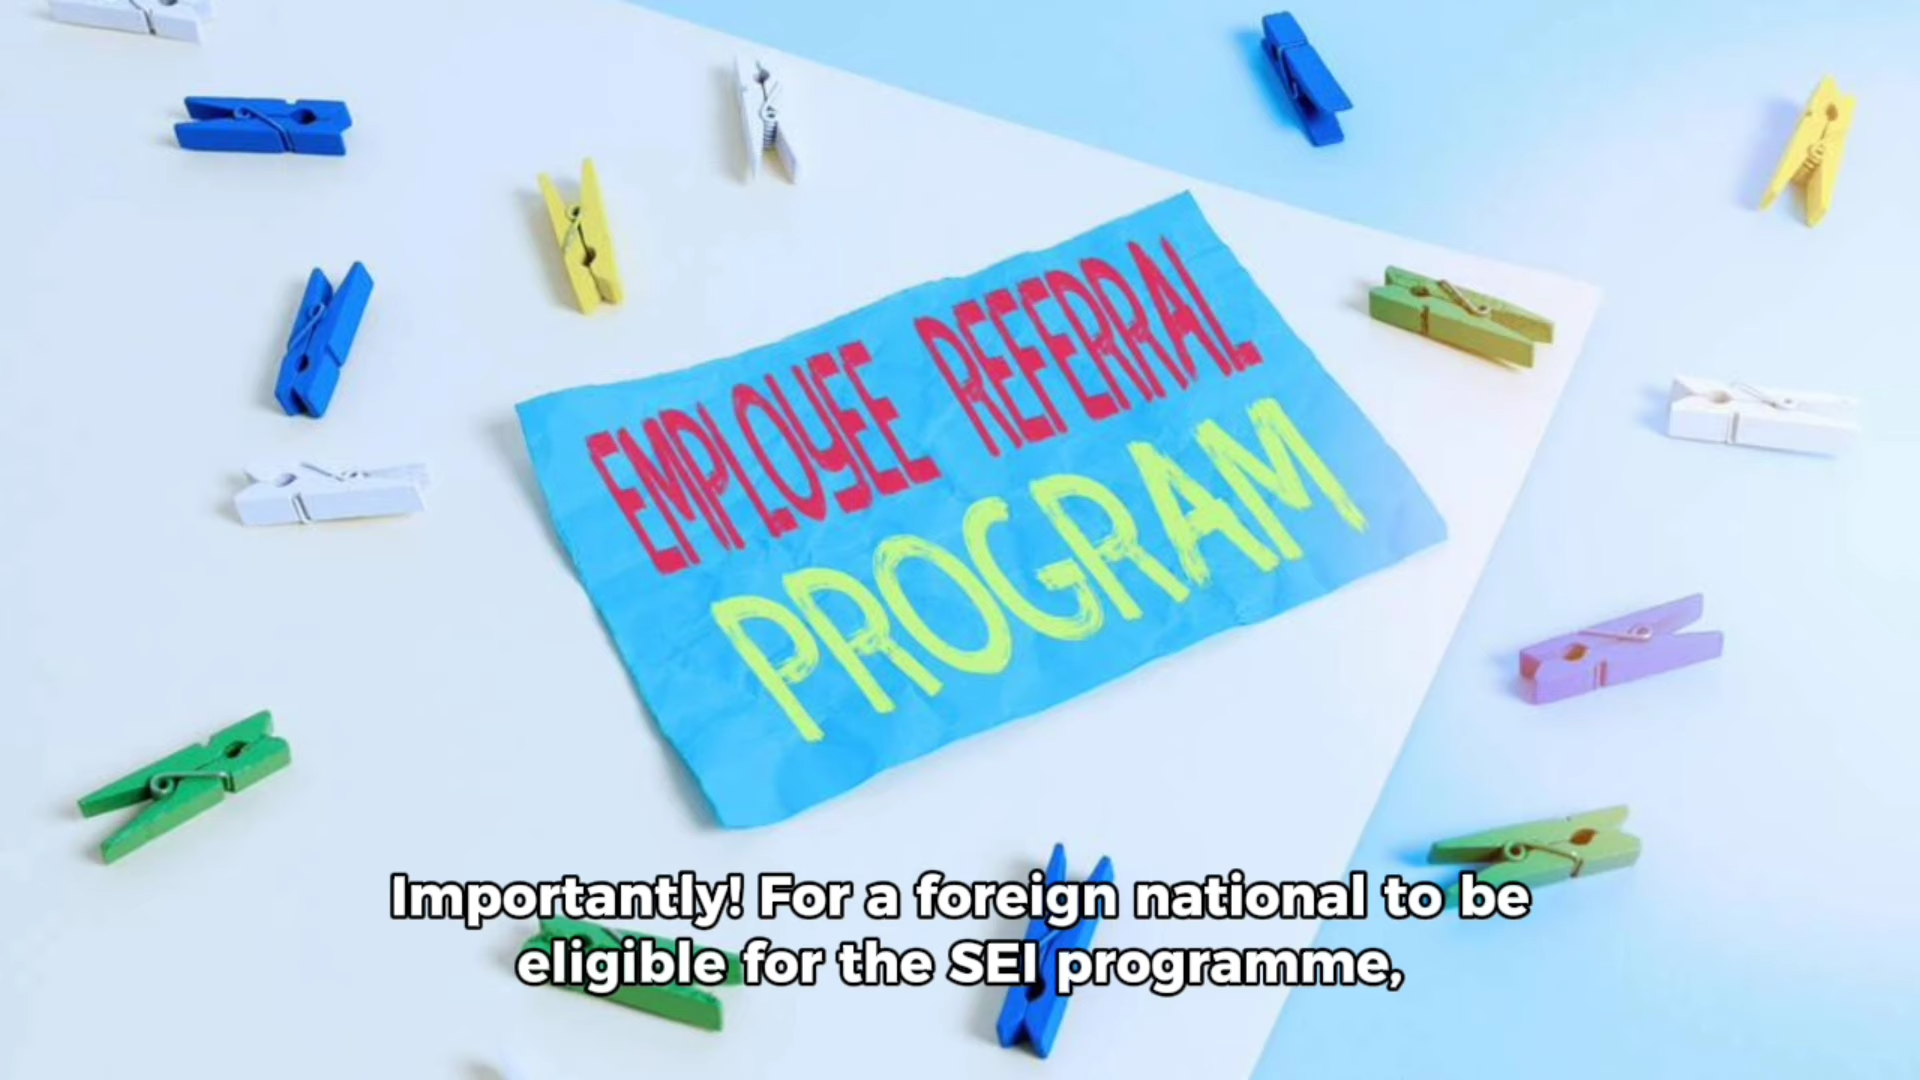 EMPLOYEE REFERRAL
PROGRAM
Importantly! For a foreign national to be
eligible for the SEI programme,